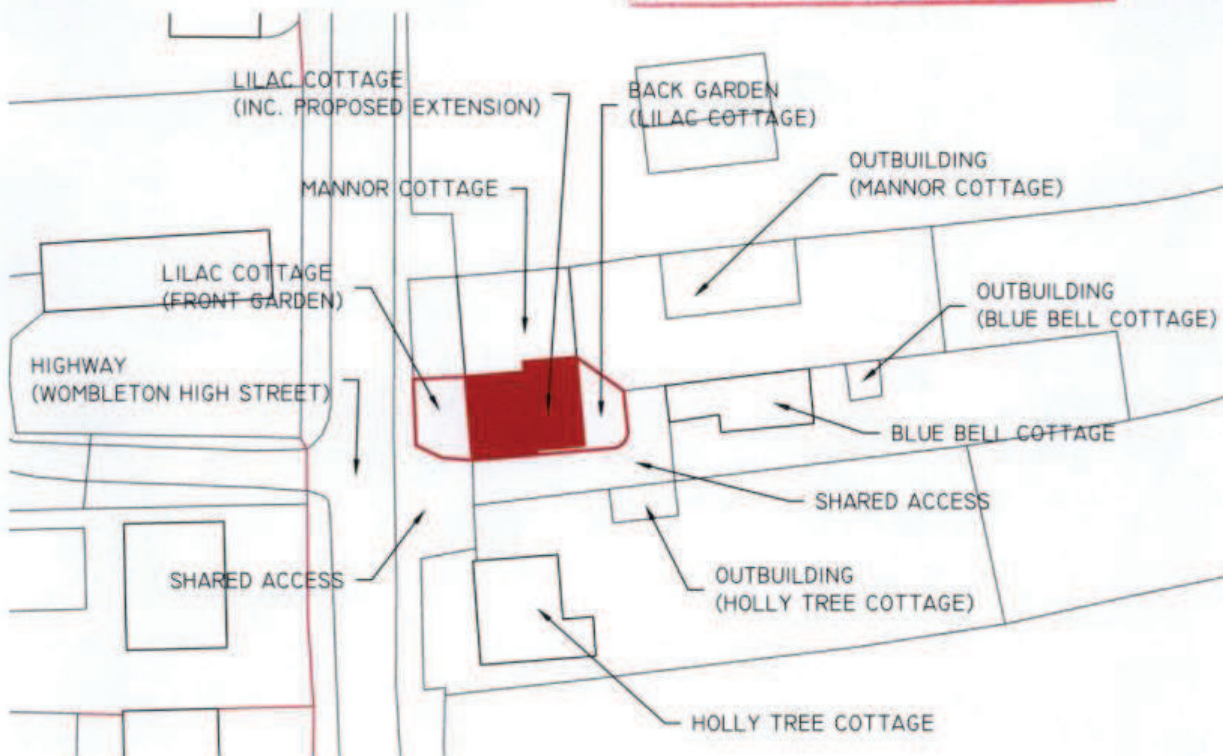 LILAC COTTAGE
(INC. PROPOSED EXTENSION)
BACK GARDEN
(LILAC COTTAGE)
OUTBUILDING
(MANNOR COTTAGE)
MANNOR COTTAGE
LILAC COTTAGE
(FRONT GARDEN)
OUTBUILDING
(BLUE BELL COTTAGE)
HIGHWAY
(WOMBLETON HIGH STREET)
BLUE BELL COTTAGE
SHARED ACCESS
SHARED ACCESS
OUTBUILDING
(HOLLY TREE COTTAGE)
HOLLY TREE COTTAGE